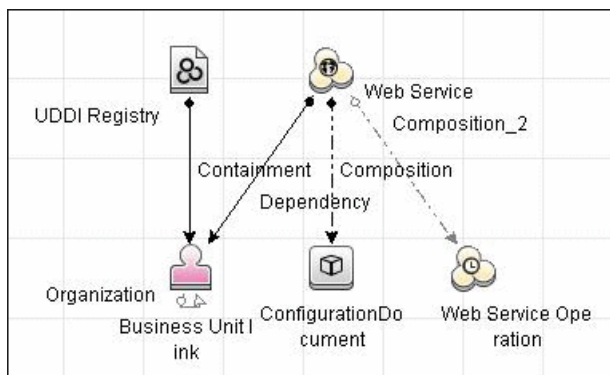 UDDI Registry
Web Service
Composition_2
Containment
Composition
Dependency
Organization
Business Unit l
ink
ConfigurationDo
cument
Web Service Ope
ration